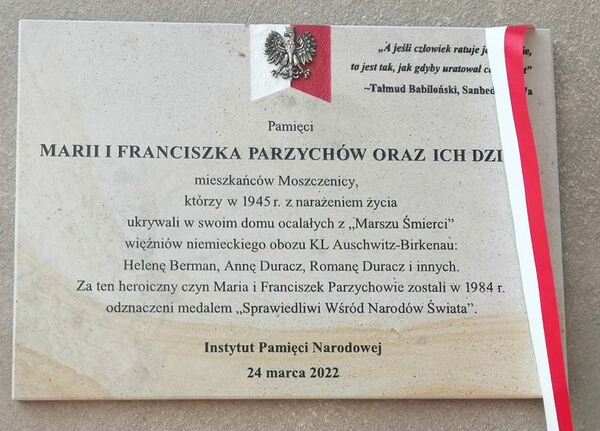 „A jeśli człowiek ratuje
to jest tak, jak gdyby uratował
~Talmud Babiloński,
Pamięci
MARII I FRANCISZKA PARZYCHÓW ORAZ ICH
mieszkańców Moszczenicy,
którzy w 1945 r. z narażeniem życia
ukrywali w swoim domu ocalałych z „Marszu Śmierci”
więźniów niemieckiego obozu KL Auschwitz-Birkenau:
Helenę Berman, Annę Duracz, Romanę Duracz i innych.
Za ten heroiczny czyn Maria i Franciszek Parzychowie zostali w 1984 r.
odznaczeni medalem „Sprawiedliwi Wśród Narodów Świata”.
Instytut Pamięci Narodowej
24 marca 2022